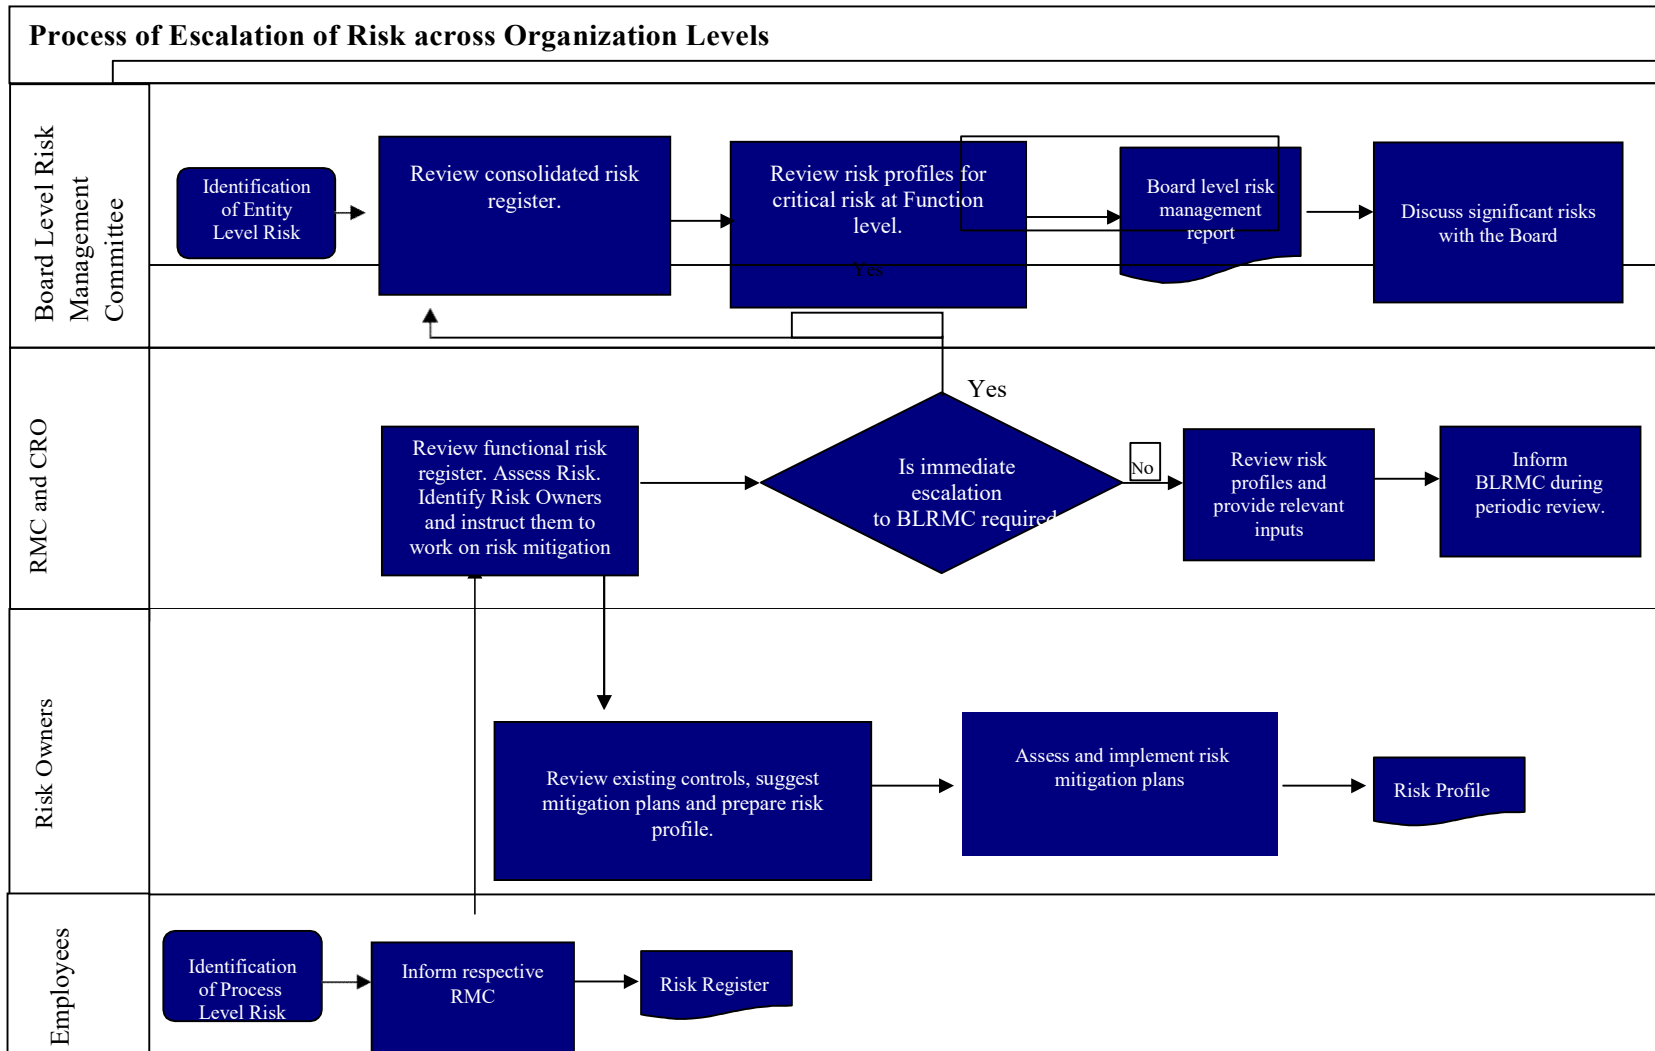 Process of Escalation of Risk across Organization Levels
Board Level Risk
Management
Committee
Identification
of Entity
Level Risk
Review consolidated risk
register.
Review risk profiles for
critical risk at Function
level.
Yes
Board level risk
management
report
Discuss significant risks
with the Board
RMC and CRO
Review functional risk
register. Assess Risk.
Identify Risk Owners
and instruct them to
work on risk mitigation
Yes
Is immediate
escalation
to BLRMC required
No
Review risk
profiles and
provide relevant
inputs
Inform
BLRMC during
periodic review.
Risk Owners
Review existing controls, suggest
mitigation plans and prepare risk
profile.
Assess and implement risk
mitigation plans
Risk Profile
Employees
Identification
of Process
Level Risk
Inform respective
RMC
Risk Register